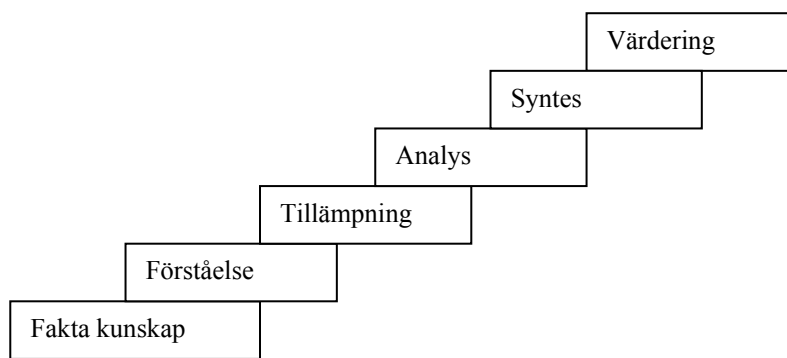 Värdering
Syntes
Analys
Tillämpning
Förståelse
Fakta kunskap